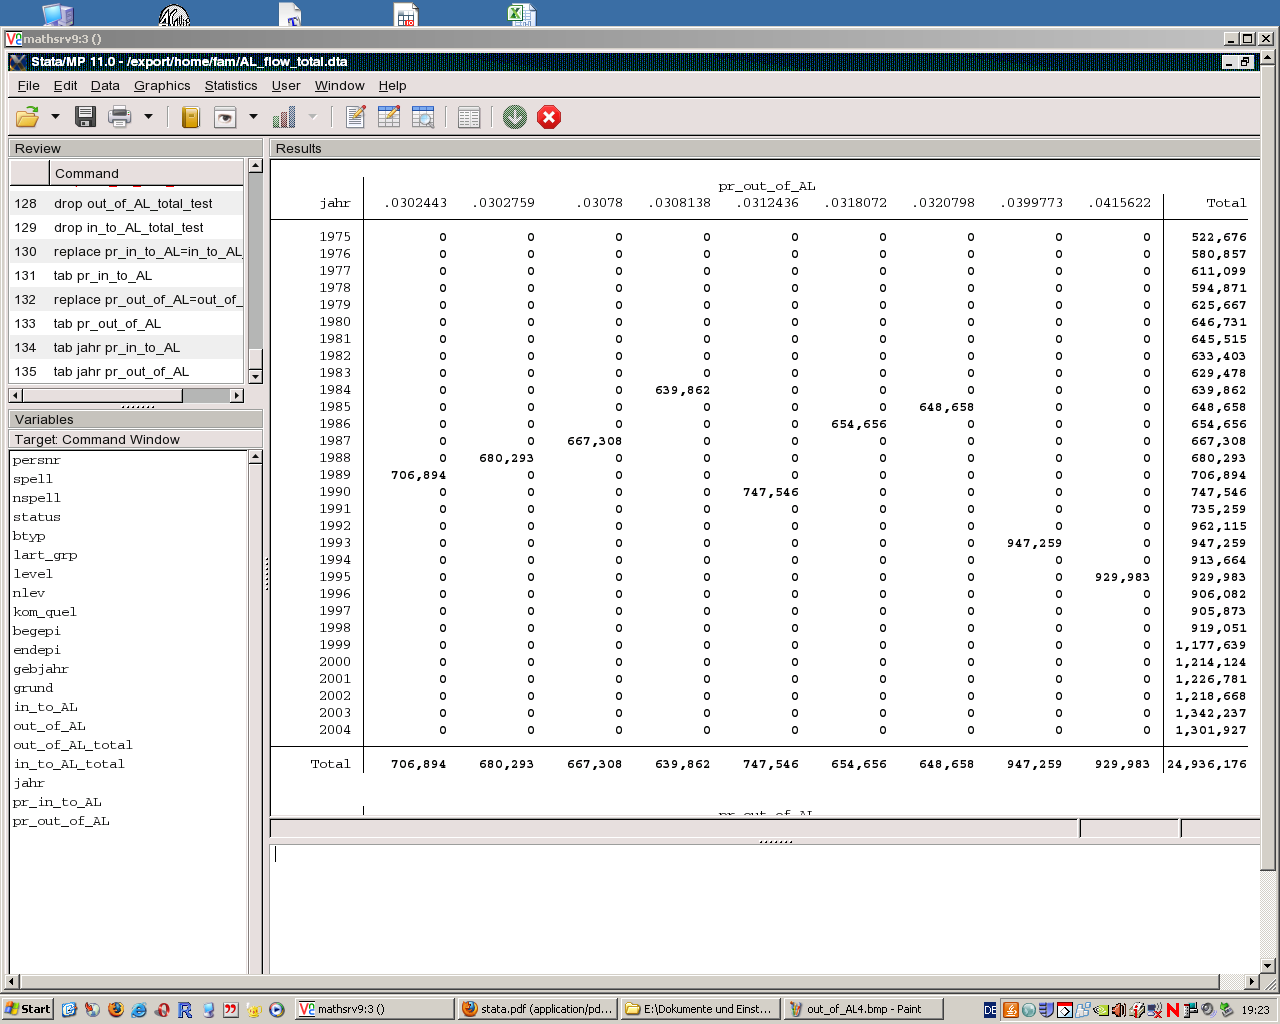 mathsrv9:3 ()
Stata/MP 11.0 - /export/home/fam/AL_flow_total.dta
File Edit Data Graphics Statistics User Window Help
Review
Command
128 drop out_of_AL_total_test
129 drop in_to_AL_total_test
130 replace pr_in_to_AL=in_to_AL_
131 tab pr_in_to_AL
132 replace pr_out_of_AL=out_of_
133 tab pr_out_of_AL
134 tab jahr pr_in_to_AL
135 tab jahr pr_out_of_AL
Variables
Target: Command Window
persnr
spell
nspell
status
btyp
lart_grp
level
nlev
kom_quel
begepi
endepi
gebjahr
grund
in_to_AL
out_of_AL
out_of_AL_total
in_to_AL_total
jahr
pr_in_to_AL
pr_out_of_AL
Results
pr_out_of_AL
jahr .0302443 .0302759 .03078 .0308138 .0312436 .0318072 .0320798 .0399773 .0415622 Total
1975 0 0 0 0 0 0 0 0 0 522,676
1976 0 0 0 0 0 0 0 0 0 580,857
1977 0 0 0 0 0 0 0 0 0 611,099
1978 0 0 0 0 0 0 0 0 0 594,871
1979 0 0 0 0 0 0 0 0 0 625,667
1980 0 0 0 0 0 0 0 0 0 646,731
1981 0 0 0 0 0 0 0 0 0 645,515
1982 0 0 0 0 0 0 0 0 0 633,403
1983 0 0 0 0 0 0 0 0 0 629,478
1984 0 0 0 639,862 0 0 0 0 0 639,862
1985 0 0 0 0 0 0 648,658 0 0 648,658
1986 0 0 0 0 0 654,656 0 0 0 654,656
1987 0 0 667,308 0 0 0 0 0 0 667,308
1988 0 680,293 0 0 0 0 0 0 0 680,293
1989 706,894 0 0 0 0 0 0 0 0 706,894
1990 0 0 0 0 747,546 0 0 0 0 747,546
1991 0 0 0 0 0 0 0 0 0 735,259
1992 0 0 0 0 0 0 0 0 0 962,115
1993 0 0 0 0 0 0 0 947,259 0 947,259
1994 0 0 0 0 0 0 0 0 0 913,664
1995 0 0 0 0 0 0 0 0 929,983 929,983
1996 0 0 0 0 0 0 0 0 0 906,082
1997 0 0 0 0 0 0 0 0 0 905,873
1998 0 0 0 0 0 0 0 0 0 919,051
1999 0 0 0 0 0 0 0 0 0 1,177,639
2000 0 0 0 0 0 0 0 0 0 1,214,124
2001 0 0 0 0 0 0 0 0 0 1,226,781
2002 0 0 0 0 0 0 0 0 0 1,218,668
2003 0 0 0 0 0 0 0 0 0 1,342,237
2004 0 0 0 0 0 0 0 0 0 1,301,927
Total 706,894 680,293 667,308 639,862 747,546 654,656 648,658 947,259 929,983 24,936,176
pr_out_of_AL
Start mathsrv9:3 () stata.pdf (application/pd... E:\Dokumente und Einst... out_of_AL4.bmp - Paint DE 19:23